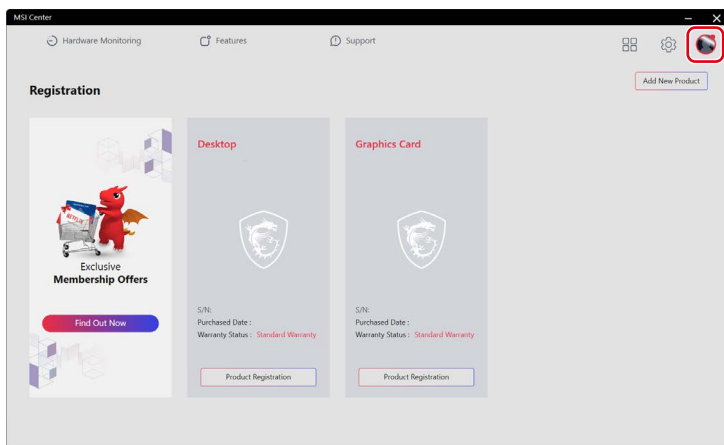 MSI Center
Hardware Monitoring
Features
Support
Add New Product
Registration
NETFLIX
Exclusive
Membership Offers
Find Out Now
Desktop
S/N:
Purchased Date :
Warranty Status : Standard Warranty
Product Registration
Graphics Card
S/N:
Purchased Date :
Warranty Status : Standard Warranty
Product Registration